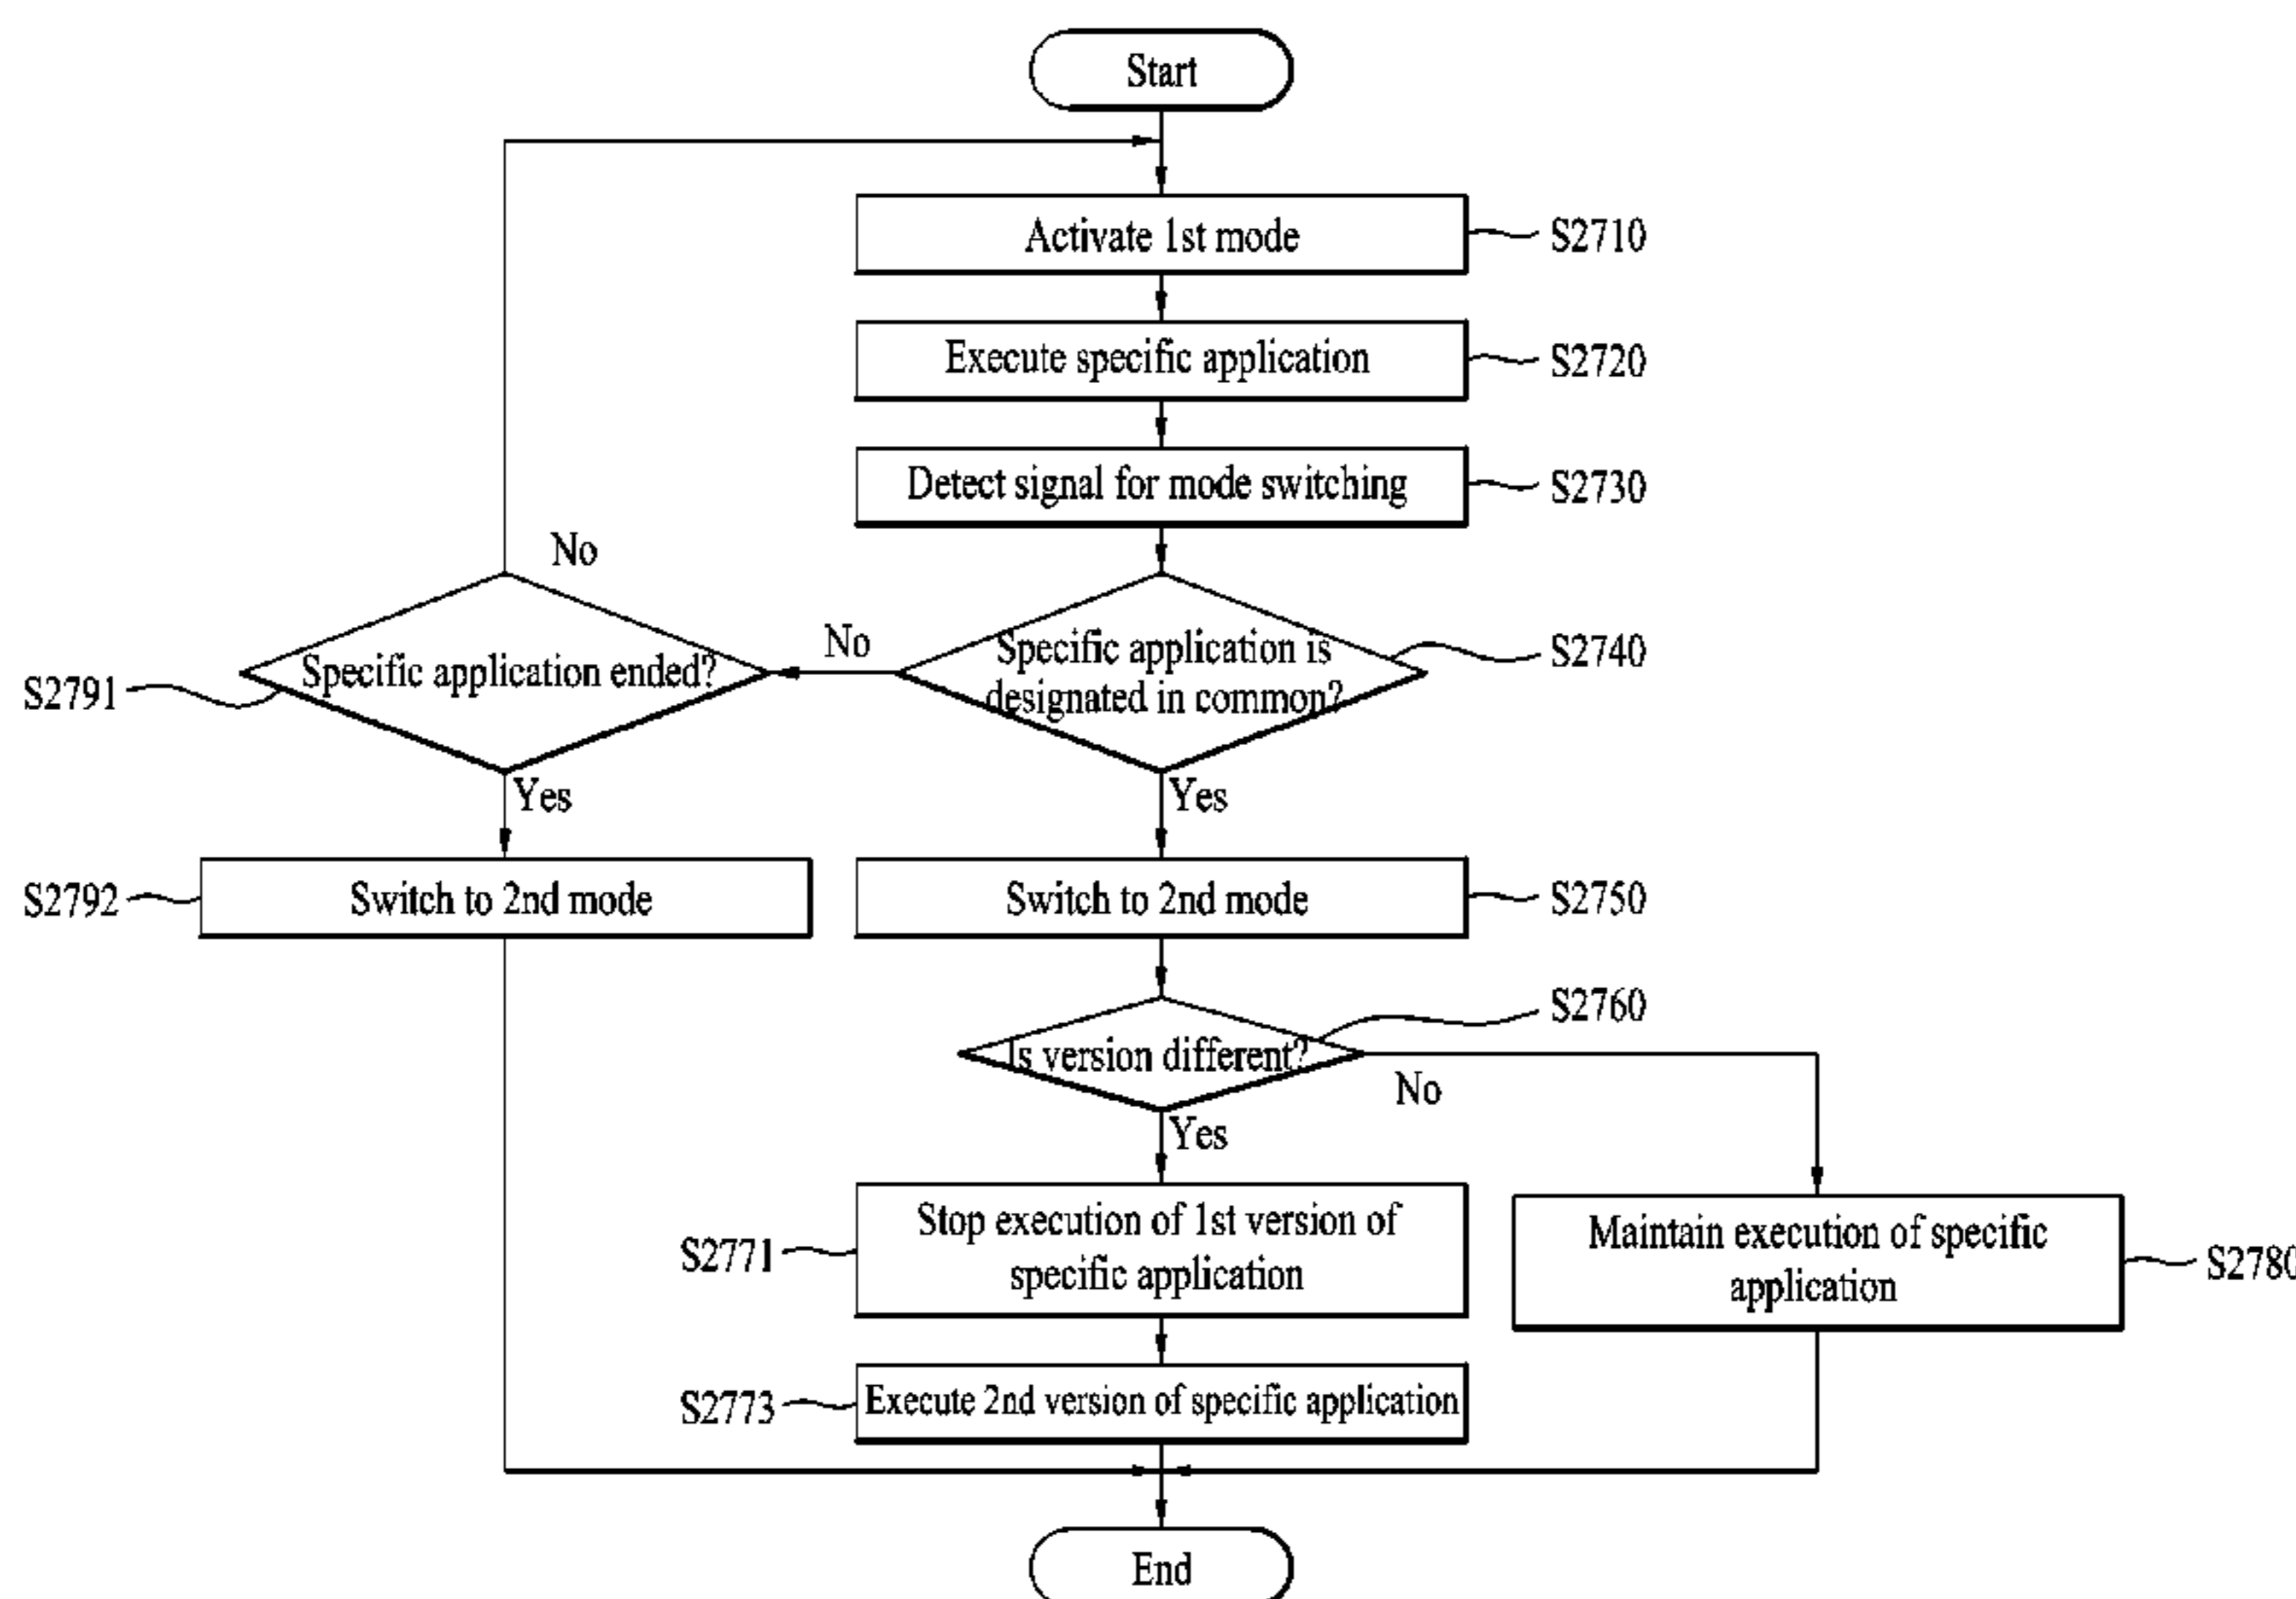 Start
Activate 1st mode
S2710
Execute specific application
S2720
Detect signal for mode switching
S2730
No
Specific application ended?
S2791
No
Specific application is
designated in common?
S2740
Yes
Yes
S2792
Switch to 2nd mode
Switch to 2nd mode
S2750
S2760
Is version different?
No
Yes
S2771
Stop execution of 1st version of
specific application
Maintain execution of specific
application
S2780
S2773
Execute 2nd version of specific application
End